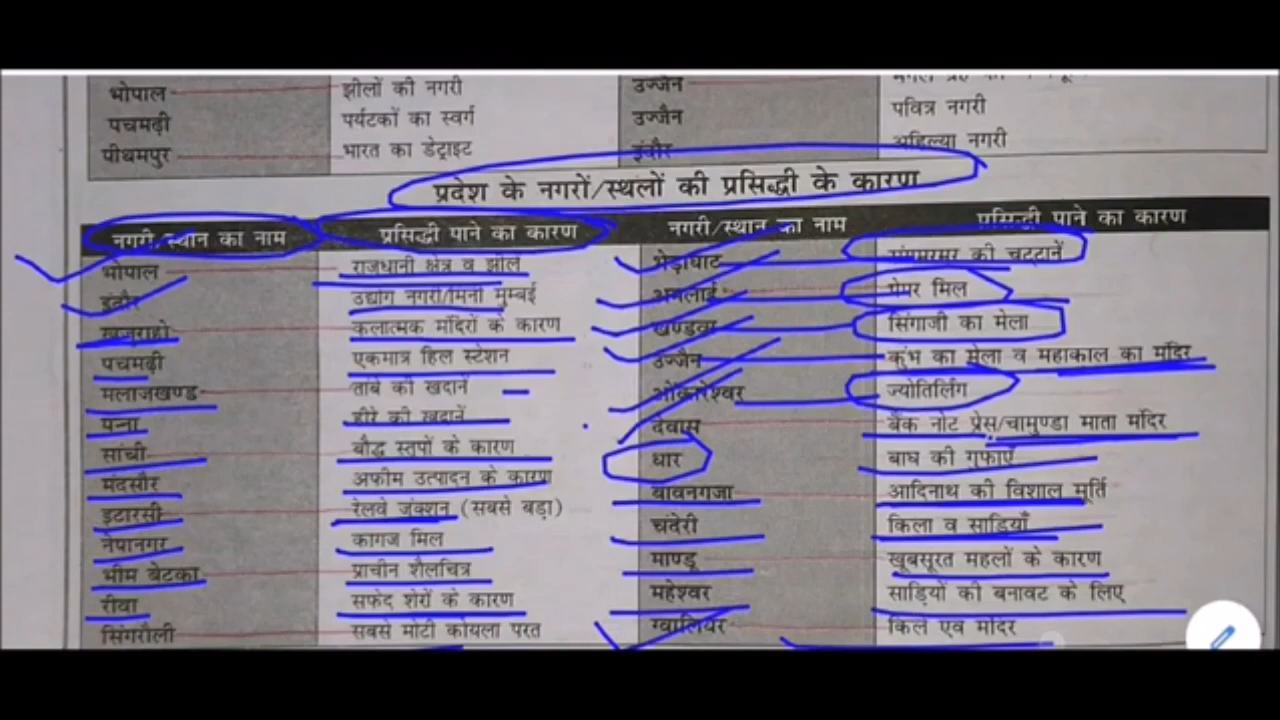 भोपाल झीलों की नगरी उज्जैन
पचमढ़ी पर्यटकों का स्वर्ग उज्जैन पवित्र नगरी
पीथमपुर भारत का डेट्राइट इंदौर अहिल्या नगरी
प्रदेश के नगरों/स्थलों की प्रसिद्धी के कारण
नगरी/स्थान का नाम प्रसिद्धी पाने का कारण नगरी/स्थान का नाम प्रसिद्धी पाने का कारण
भोपाल राजधानी क्षेत्र व झीलें भेड़ाघाट संगमरमर की चट्टानें
इंदौर उद्योग नगरी/मिनी मुम्बई अमलाई पेपर मिल
खजुराहो कलात्मक मंदिरों के कारण खण्डवा सिंगाजी का मेला
पचमढ़ी एकमात्र हिल स्टेशन उज्जैन कुंभ का मेला व महाकाल का मंदिर
मलाजखण्ड तांबे की खदानें ओंकारेश्वर ज्योतिर्लिंग
पन्ना हीरे की खदानें देवास बैंक नोट प्रेस/चामुण्डा माता मंदिर
सांची बौद्ध स्तूपों के कारण धार बाघ की गुफाएँ
मंदसौर अफीम उत्पादन के कारण बावनगजा आदिनाथ की विशाल मूर्ति
इटारसी रेलवे जंक्शन (सबसे बड़ा) चंदेरी किला व साड़ियाँ
नेपानगर कागज मिल माण्डू खूबसूरत महलों के कारण
भीम बेटका प्राचीन शैलचित्र महेश्वर साड़ियों की बनावट के लिए
रीवा सफेद शेरों के कारण ग्वालियर किले एवं मंदिर
सिंगरौली सबसे मोटी कोयला परत